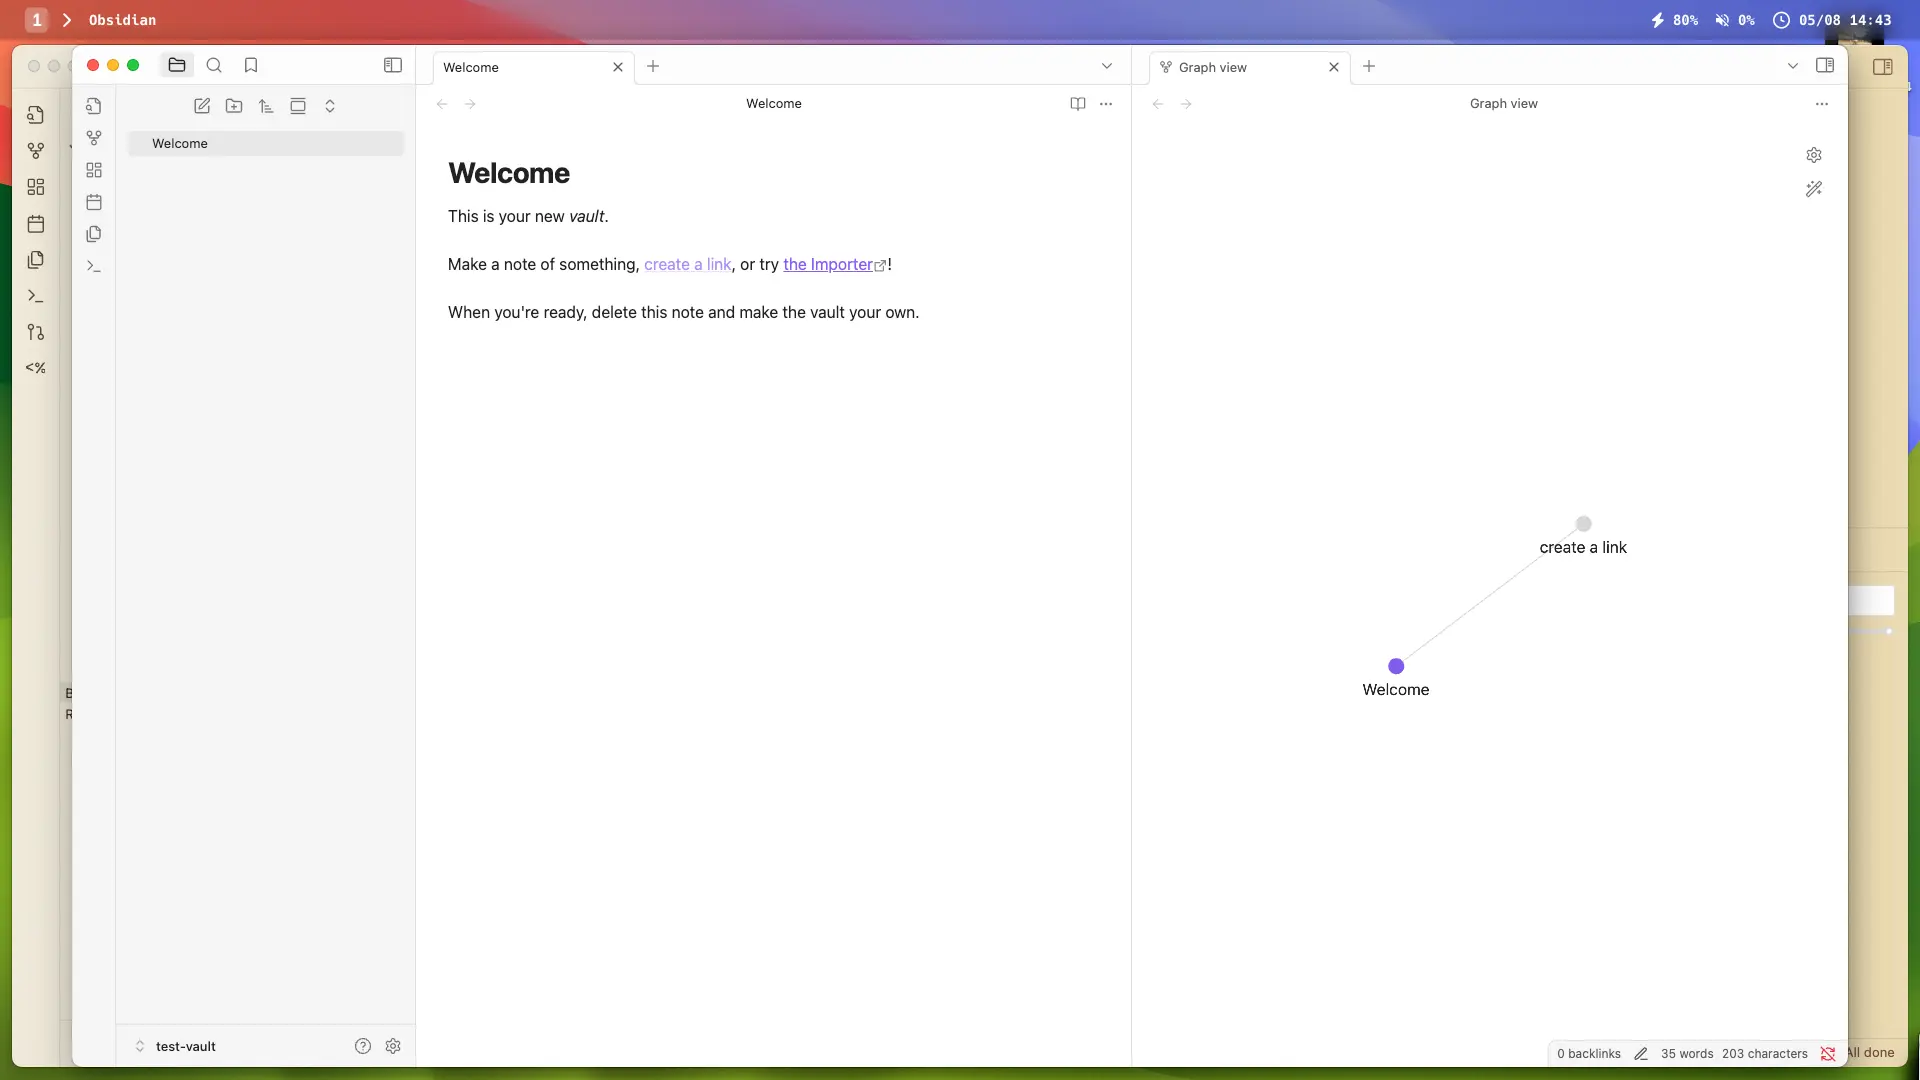 1 Obsidian
80% 0% 05/08 14:43
Welcome
Graph view
Welcome
Graph view
Welcome
Welcome
This is your new vault.
Make a note of something, create a link, or try the Importer!
When you're ready, delete this note and make the vault your own.
create a link
Welcome
<%
B
R
test-vault
0 backlinks 35 words 203 characters
All done